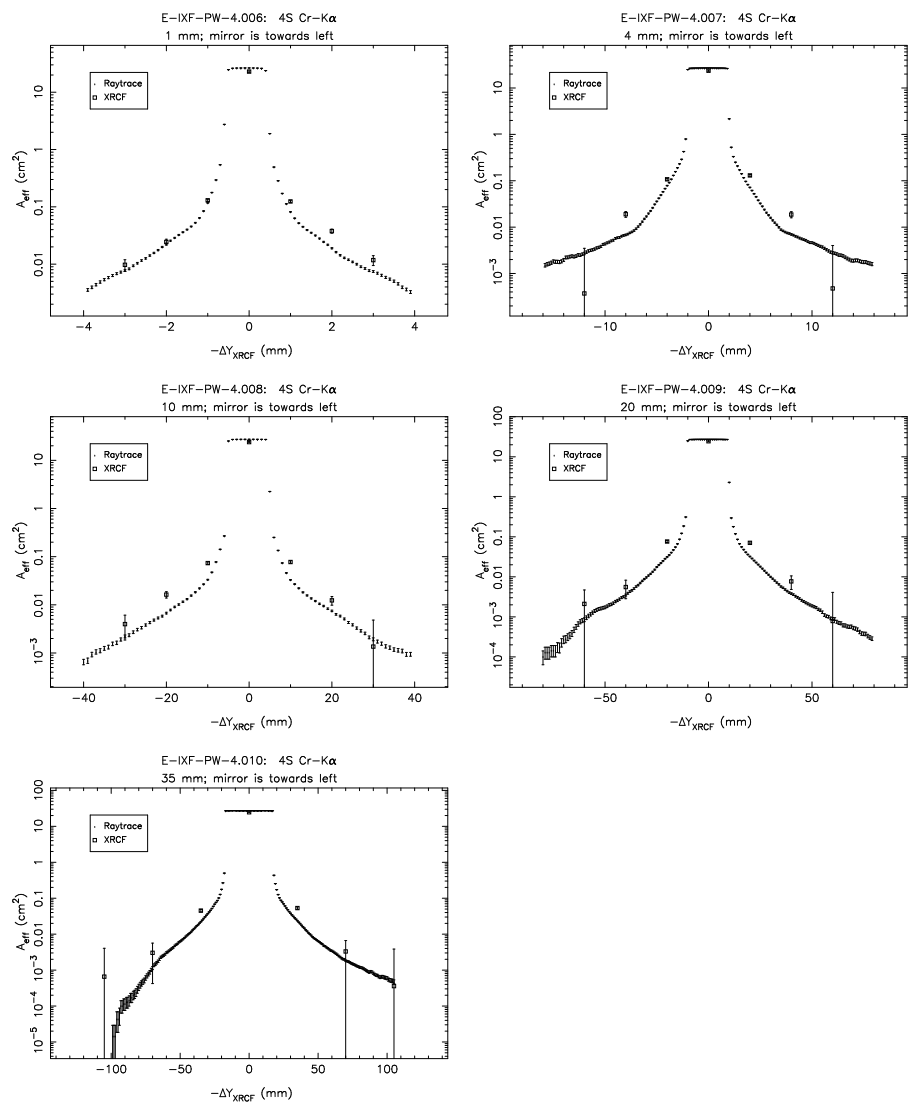 E-IXF-PW-4.006: 4S Cr-Kα
1 mm; mirror is towards left
Raytrace
XRCF
A_eff (cm²)
10
1
0.1
0.01
−4 −2 0 2 4
−ΔY_XRCF (mm)
E-IXF-PW-4.007: 4S Cr-Kα
4 mm; mirror is towards left
Raytrace
XRCF
A_eff (cm²)
10
1
0.1
0.01
10⁻³
−10 0 10
−ΔY_XRCF (mm)
E-IXF-PW-4.008: 4S Cr-Kα
10 mm; mirror is towards left
Raytrace
XRCF
A_eff (cm²)
10
1
0.1
0.01
10⁻³
−40 −20 0 20 40
−ΔY_XRCF (mm)
E-IXF-PW-4.009: 4S Cr-Kα
20 mm; mirror is towards left
Raytrace
XRCF
A_eff (cm²)
100
10
1
0.1
0.01
10⁻³
10⁻⁴
−50 0 50
−ΔY_XRCF (mm)
E-IXF-PW-4.010: 4S Cr-Kα
35 mm; mirror is towards left
Raytrace
XRCF
A_eff (cm²)
100
10
1
0.1
0.01
10⁻³
10⁻⁴
10⁻⁵
−100 −50 0 50 100
−ΔY_XRCF (mm)